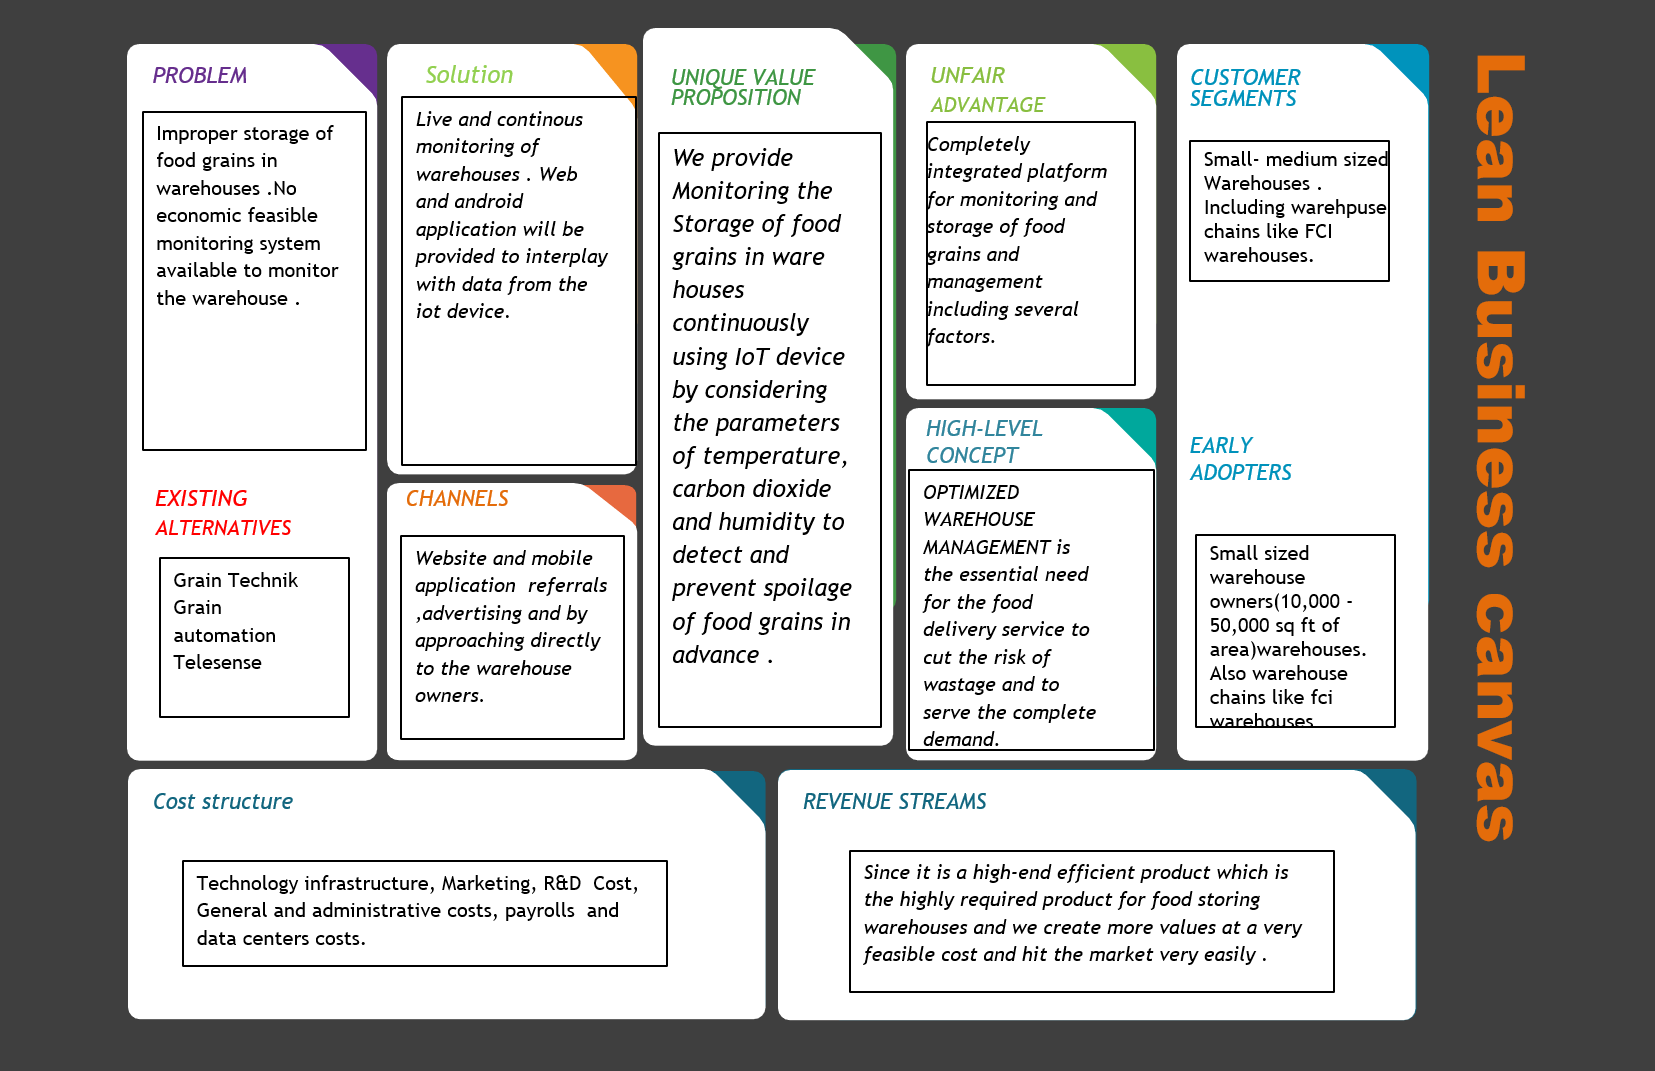 PROBLEM
Improper storage of
food grains in
warehouses .No
economic feasible
monitoring system
available to monitor
the warehouse .
EXISTING
ALTERNATIVES
Grain Technik
Grain
automation
Telesense
Solution
Live and continous
monitoring of
warehouses . Web
and android
application will be
provided to interplay
with data from the
iot device.
CHANNELS
Website and mobile
application  referrals
,advertising and by
approaching directly
to the warehouse
owners.
UNIQUE VALUE
PROPOSITION
We provide
Monitoring the
Storage of food
grains in ware
houses
continuously
using IoT device
by considering
the parameters
of temperature,
carbon dioxide
and humidity to
detect and
prevent spoilage
of food grains in
advance .
UNFAIR
ADVANTAGE
Completely
integrated platform
for monitoring and
storage of food
grains and
management
including several
factors.
HIGH-LEVEL
CONCEPT
OPTIMIZED
WAREHOUSE
MANAGEMENT is
the essential need
for the food
delivery service to
cut the risk of
wastage and to
serve the complete
demand.
CUSTOMER
SEGMENTS
Small- medium sized
Warehouses .
Including warehpuse
chains like FCI
warehouses.
EARLY
ADOPTERS
Small sized
warehouse
owners(10,000 -
50,000 sq ft of
area)warehouses.
Also warehouse
chains like fci
warehouses
Lean Business canvas
Cost structure
Technology infrastructure, Marketing, R&D  Cost,
General and administrative costs, payrolls  and
data centers costs.
REVENUE STREAMS
Since it is a high-end efficient product which is
the highly required product for food storing
warehouses and we create more values at a very
feasible cost and hit the market very easily .